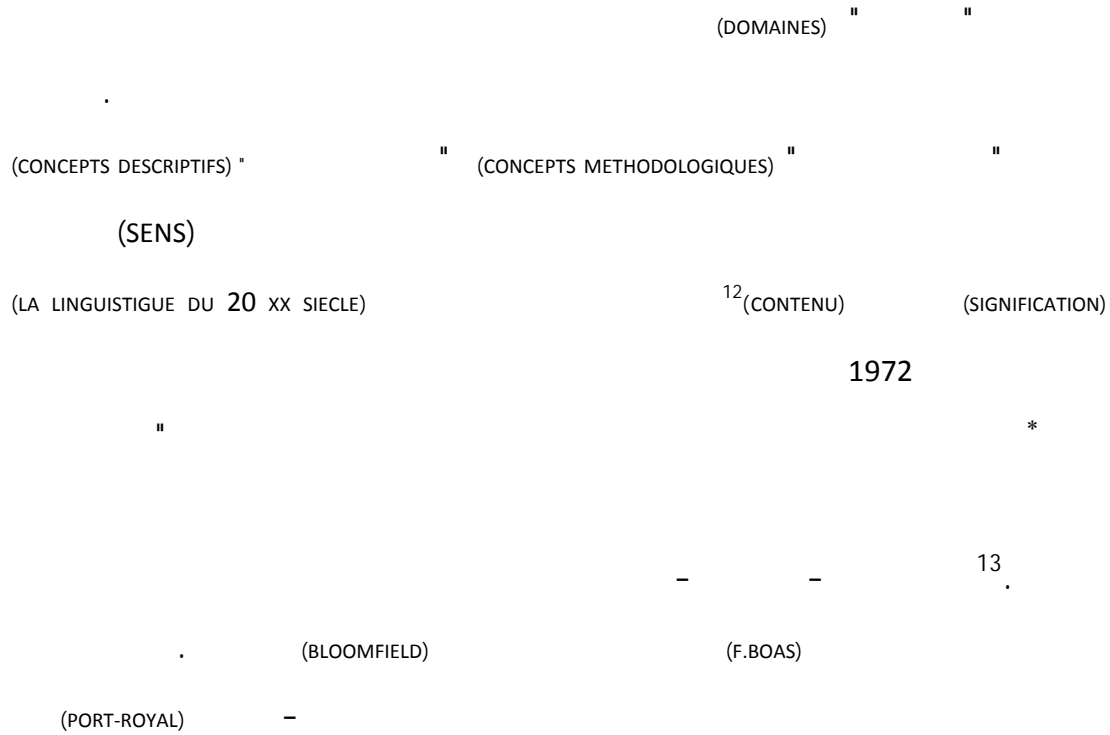 (DOMAINES) " "
.
(CONCEPTS DESCRIPTIFS) " " (CONCEPTS METHODOLOGIQUES) " "
(SENS)
(LA LINGUISTIGUE DU 20 XX SIECLE) 12(CONTENU) (SIGNIFICATION)
1972
" *
– – 13.
. (BLOOMFIELD) (F.BOAS)
(PORT-ROYAL) –